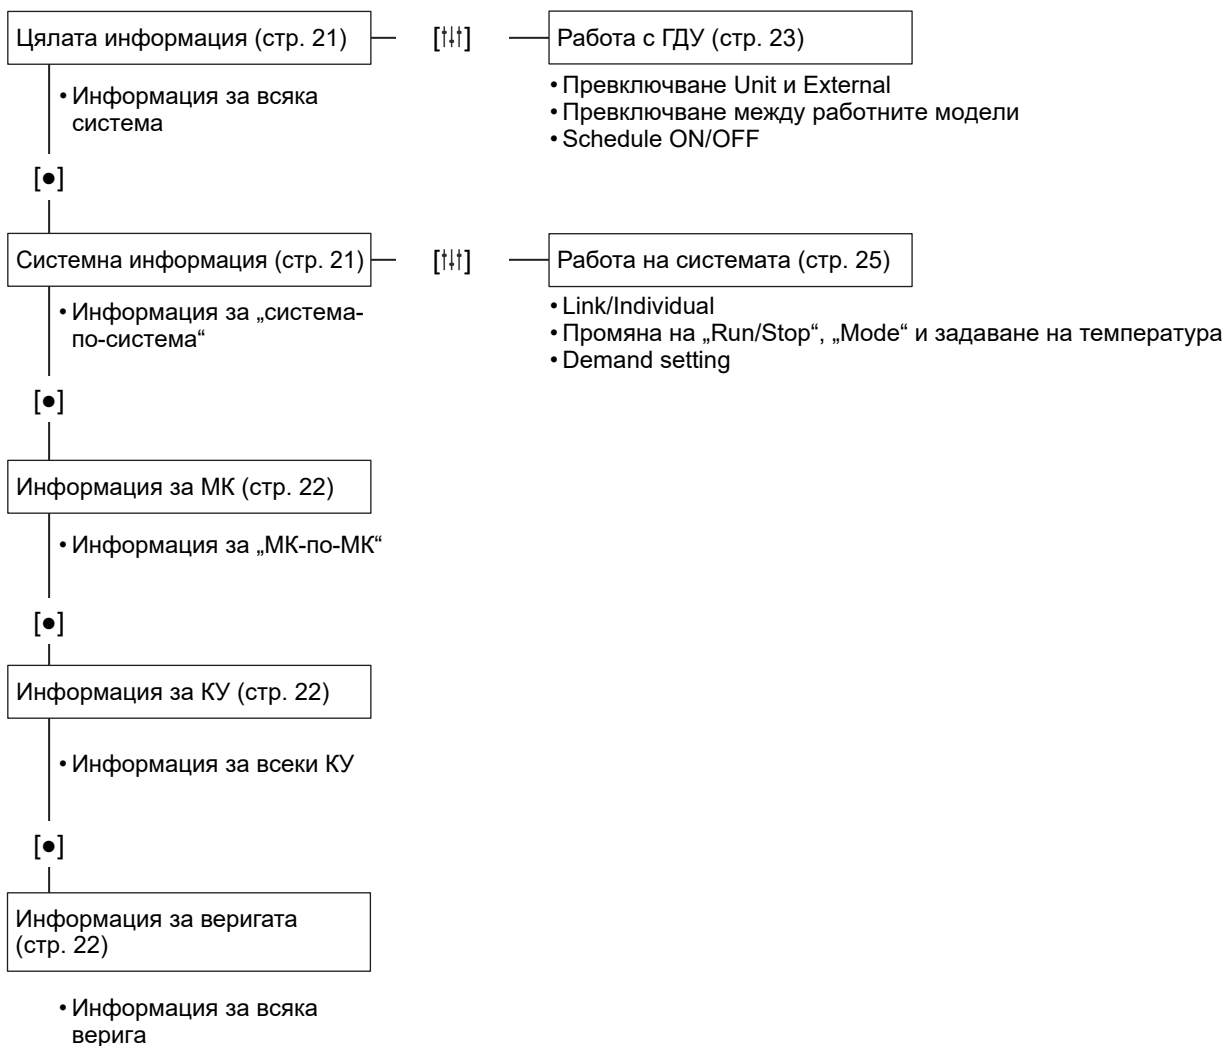 Цялата информация (стр. 21)
Работа с ГДУ (стр. 23)
• Информация за всяка
система
• Превключване Unit и External
• Превключване между работните модели
• Schedule ON/OFF
[●]
Системна информация (стр. 21)
Работа на системата (стр. 25)
• Информация за „система-
по-система“
• Link/Individual
• Промяна на „Run/Stop“, „Mode“ и задаване на температура
• Demand setting
[●]
Информация за МК (стр. 22)
• Информация за „МК-по-МК“
[●]
Информация за КУ (стр. 22)
• Информация за всеки КУ
[●]
Информация за веригата
(стр. 22)
• Информация за всяка
верига